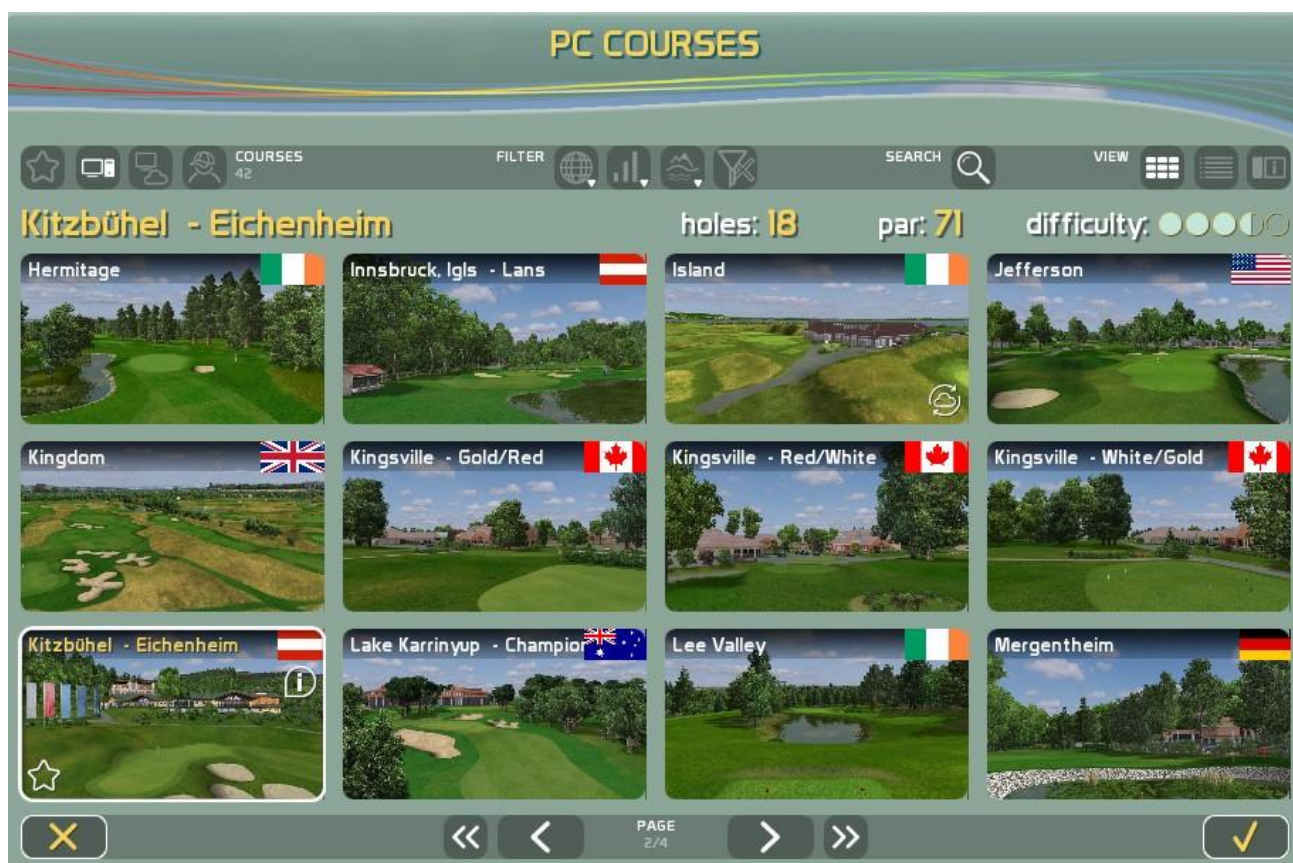 PC COURSES
COURSES
42
FILTER
SEARCH
VIEW
Kitzbühel - Eichenheim
holes: 18
par: 71
difficulty:
Hermitage
Innsbruck, Igls - Lans
Island
Jefferson
Kingdom
Kingsville - Gold/Red
Kingsville - Red/White
Kingsville - White/Gold
Kitzbühel - Eichenheim
Lake Karrinyup - Champion
Lee Valley
Mergentheim
PAGE
2/4